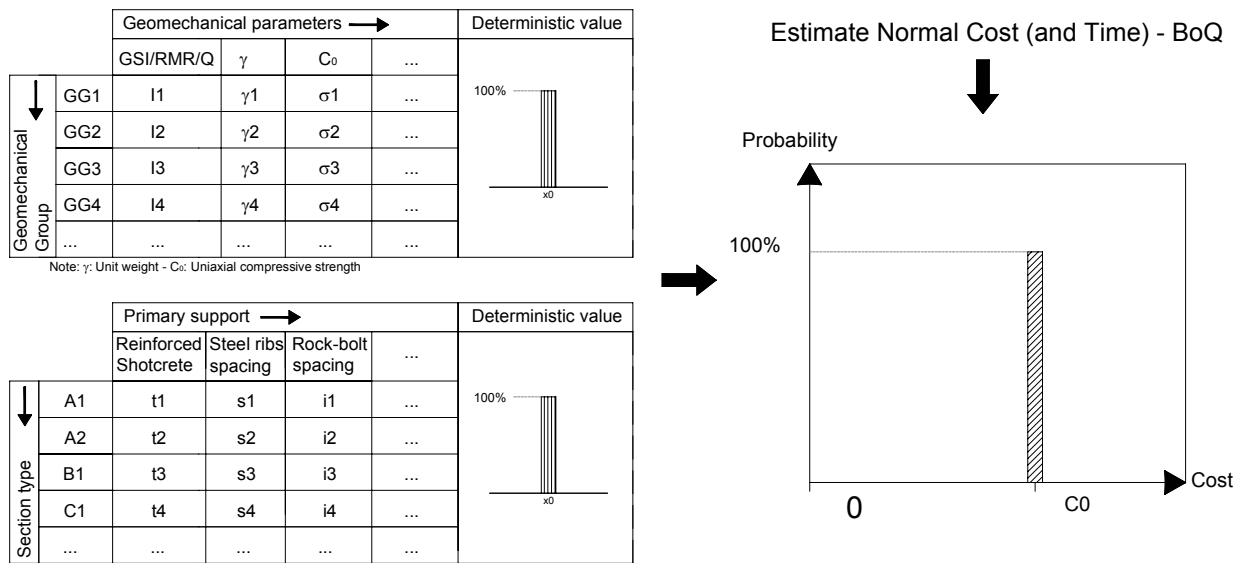 Geomechanical parameters
Deterministic value
GSI/RMR/Q γ C₀ ...
Geomechanical Group
GG1 I1 γ1 σ1 ...
GG2 I2 γ2 σ2 ...
GG3 I3 γ3 σ3 ...
GG4 I4 γ4 σ4 ...
... ... ... ... ...
100%
x0
Note: γ: Unit weight - C₀: Uniaxial compressive strength
Primary support
Deterministic value
Reinforced Shotcrete
Steel ribs spacing
Rock-bolt spacing
...
Section type
A1 t1 s1 i1 ...
A2 t2 s2 i2 ...
B1 t3 s3 i3 ...
C1 t4 s4 i4 ...
... ... ... ... ...
100%
x0
Estimate Normal Cost (and Time) - BoQ
Probability
100%
Cost
0
C0